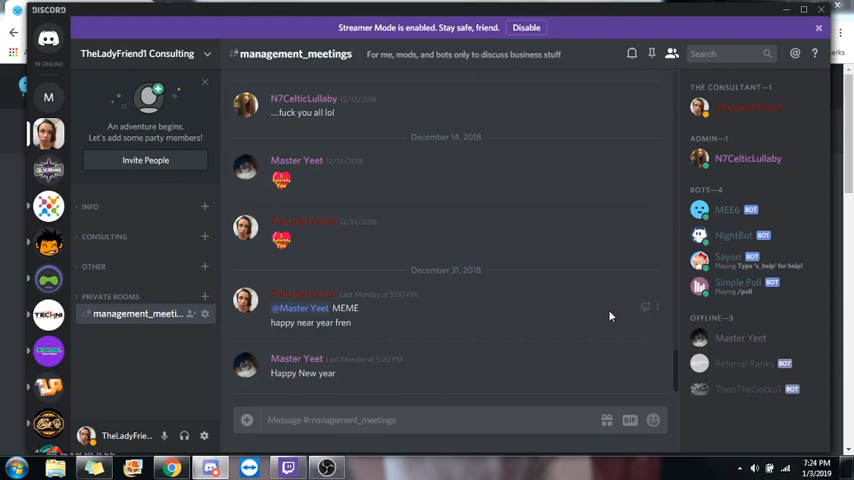 DISCORD
Streamer Mode is enabled. Stay safe, friend.
Disable
19 ONLINE
TheLadyFriend1 Consulting
#management_meetings
For me, mods, and bots only to discuss business stuff
Search
An adventure begins.
Let's add some party members!
Invite People
INFO
CONSULTING
OTHER
PRIVATE ROOMS
management_meeti...
TheLadyFrie...
M
TECHNI
N7CelticLullaby 12/13/2018
....fuck you all lol
December 14, 2018
Master Yeet 12/14/2018
TheLadyFriend1 12/14/2018
December 31, 2018
TheLadyFriend1 Last Monday at 5:00 PM
@Master Yeet MEME
happy near year fren
Master Yeet Last Monday at 5:20 PM
Happy New year
Message #management_meetings
GIF
THE CONSULTANT—1
TheLadyFriend1
ADMIN—1
N7CelticLullaby
BOTS—4
MEE6 BOT
NightBot BOT
Sayori BOT
Playing Type 's_help' for help!
Simple Poll BOT
Playing /poll
OFFLINE—3
Master Yeet
Referral Ranks BOT
TheoTheGecko1 BOT
7:24 PM
1/3/2019